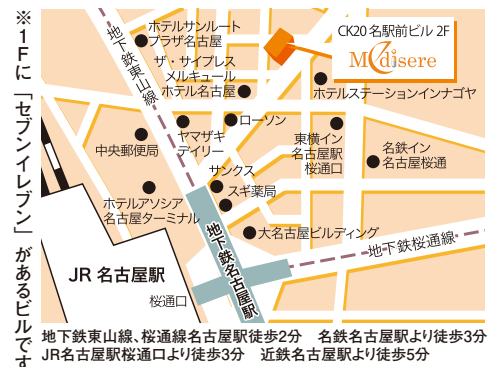 ※1Fに「セブンイレブン」があるビルです
ホテルサンルート
プラザ名古屋
地下鉄東山線
ザ・サイプレス
メルキュール
ホテル名古屋
CK20 名駅前ビル 2F
Medisere
ホテルステーションインナゴヤ
ローソン
ヤマザキ
デイリー
中央郵便局
東横イン
名古屋駅
桜通口
名鉄イン
名古屋桜通
サンクス
スギ薬局
ホテルアソシア
名古屋ターミナル
大名古屋ビルディング
地下鉄名古屋駅
地下鉄桜通線
JR 名古屋駅
桜通口
地下鉄東山線、桜通線名古屋駅徒歩2分 名鉄名古屋駅より徒歩3分
JR名古屋駅桜通口より徒歩3分 近鉄名古屋駅より徒歩5分